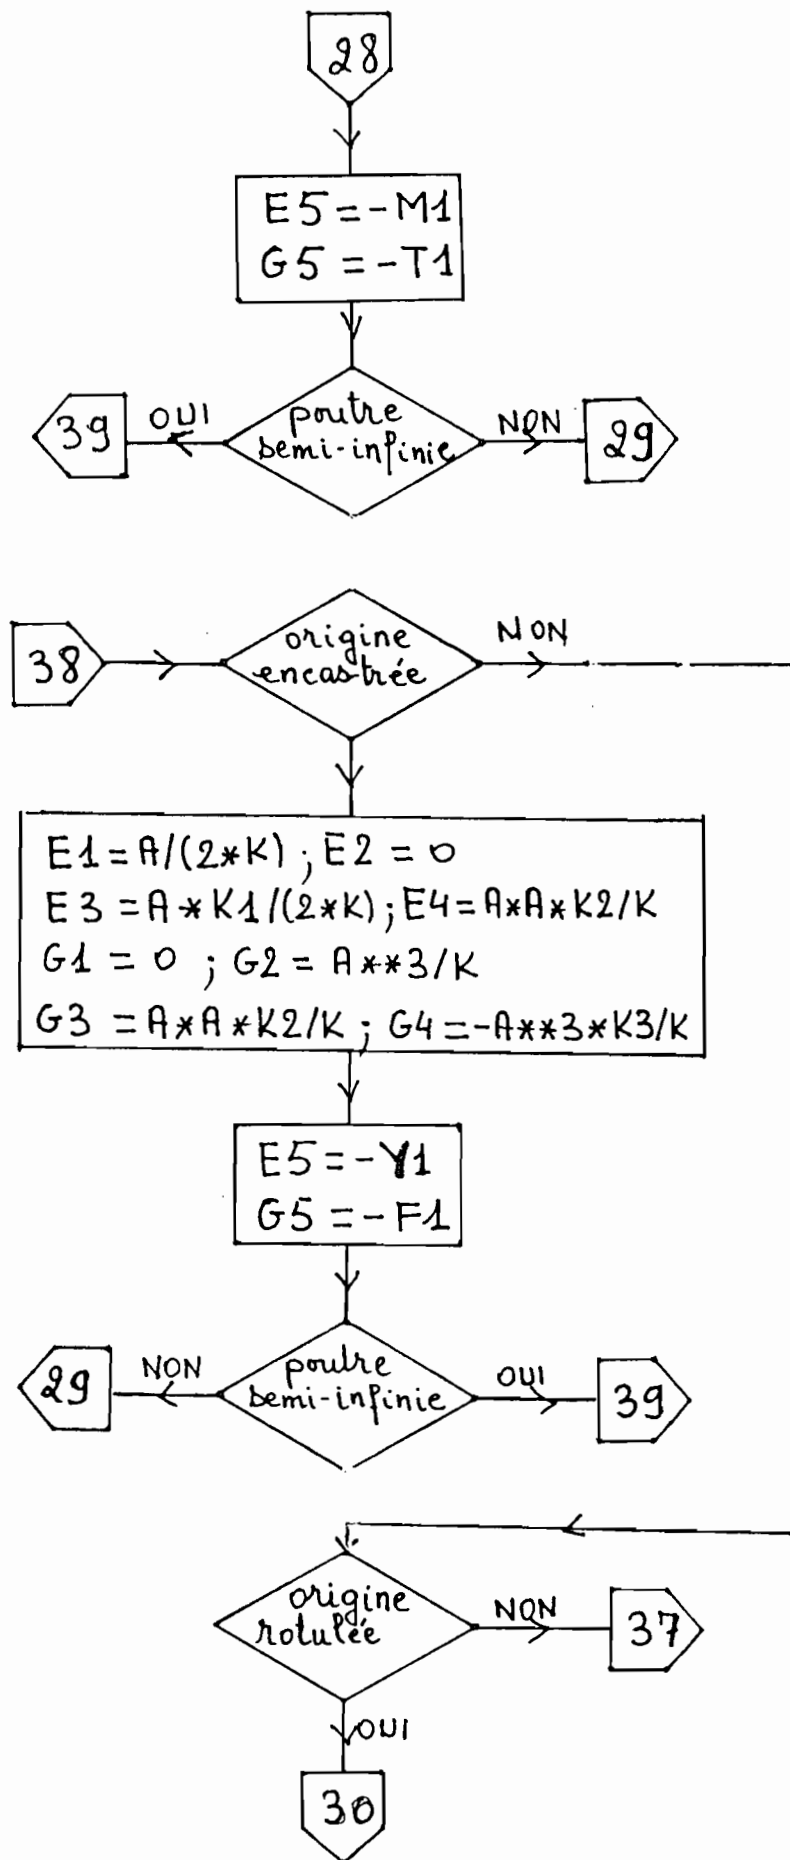 28
E5 = -M1
G5 = -T1
39
OUI
poutre
semi-infinie
NON
29
38
origine
encastrée
NON
E1 = A/(2*K) ; E2 = 0
E3 = A*K1/(2*K) ; E4 = A*A*K2/K
G1 = 0 ; G2 = A**3/K
G3 = A*A*K2/K ; G4 = -A**3*K3/K
E5 = -Y1
G5 = -F1
29
NON
poutre
semi-infinie
OUI
39
origine
rotulée
NON
37
OUI
30